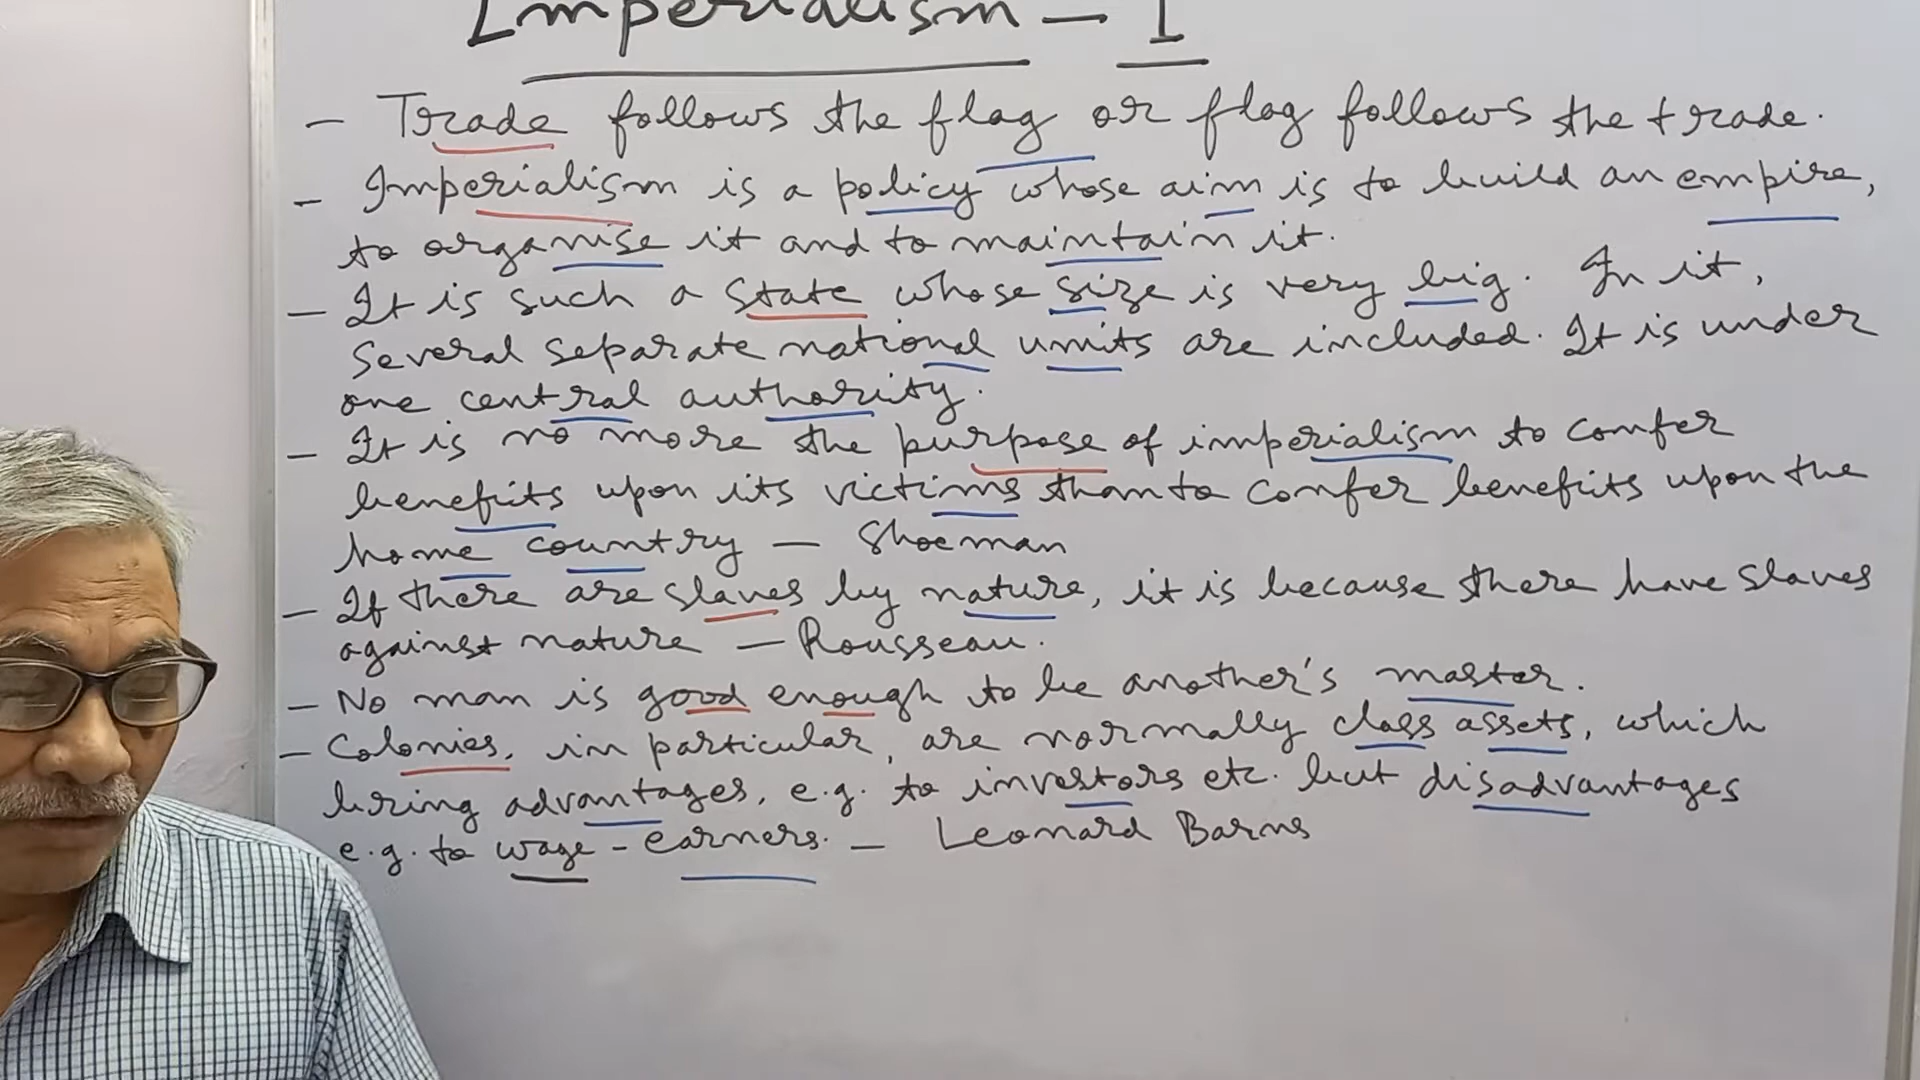 Imperialism - I
- Trade follows the flag or flag follows the trade.
- Imperialism is a policy whose aim is to build an empire,
to organise it and to maintain it.
- It is such a state whose size is very big. In it,
several separate national units are included. It is under
one central authority.
- It is no more the purpose of imperialism to confer
benefits upon its victims than to confer benefits upon the
home country - Shoeman
- If there are slaves by nature, it is because there have slaves
against nature - Rousseau.
- No man is good enough to be another's master.
- Colonies, in particular, are normally class assets, which
bring advantages, e.g. to investors etc. but disadvantages
e.g. to wage-earners. - Leonard Barns